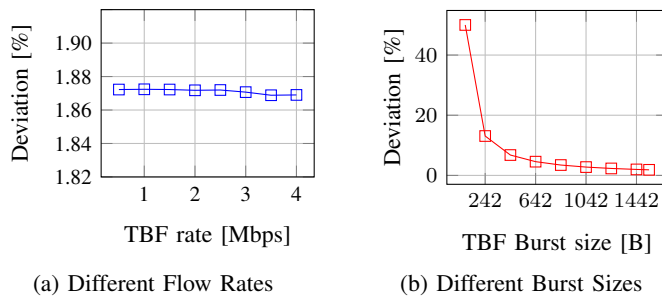 Deviation [%]
1.90
1.88
1.86
1.84
1.82
1 2 3 4
TBF rate [Mbps]
(a) Different Flow Rates
Deviation [%]
40
20
0
242 642 1042 1442
TBF Burst size [B]
(b) Different Burst Sizes